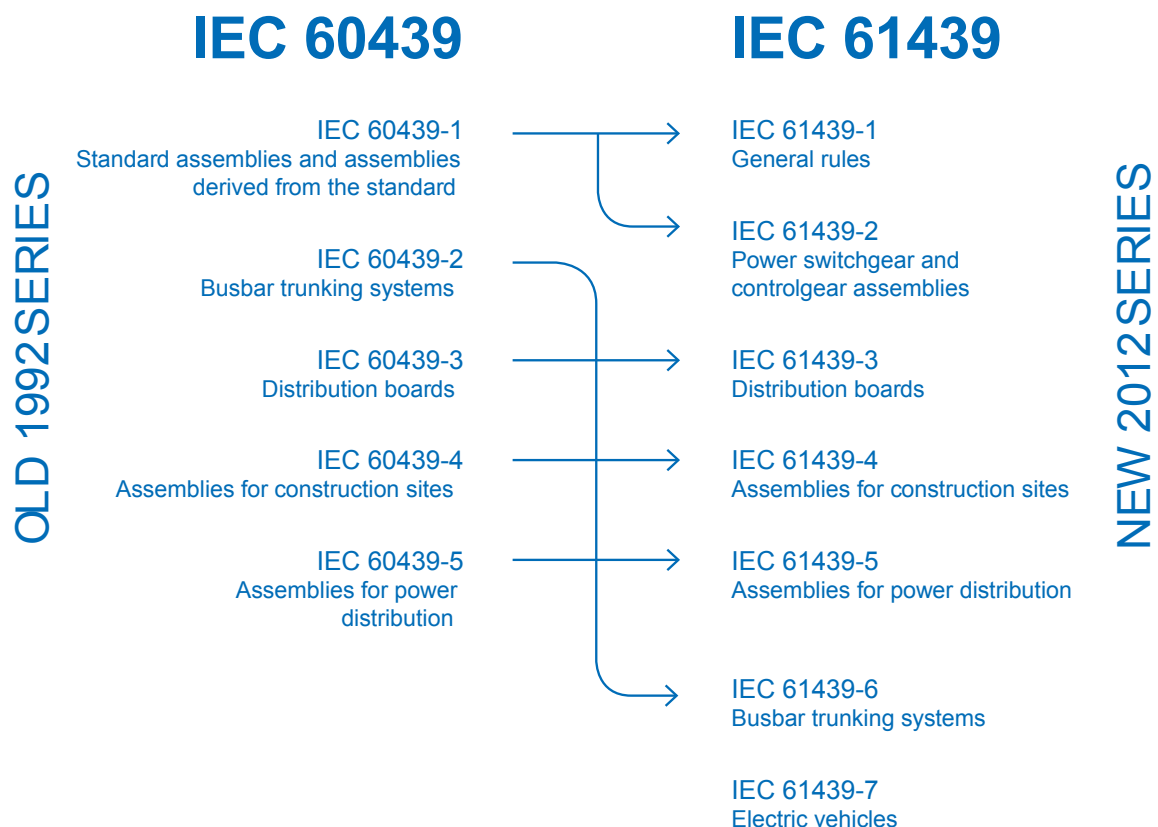 IEC 60439
IEC 61439
OLD 1992 SERIES
IEC 60439-1
Standard assemblies and assemblies
derived from the standard
IEC 60439-2
Busbar trunking systems
IEC 60439-3
Distribution boards
IEC 60439-4
Assemblies for construction sites
IEC 60439-5
Assemblies for power
distribution
IEC 61439-1
General rules
IEC 61439-2
Power switchgear and
controlgear assemblies
IEC 61439-3
Distribution boards
IEC 61439-4
Assemblies for construction sites
IEC 61439-5
Assemblies for power distribution
IEC 61439-6
Busbar trunking systems
IEC 61439-7
Electric vehicles
NEW 2012 SERIES